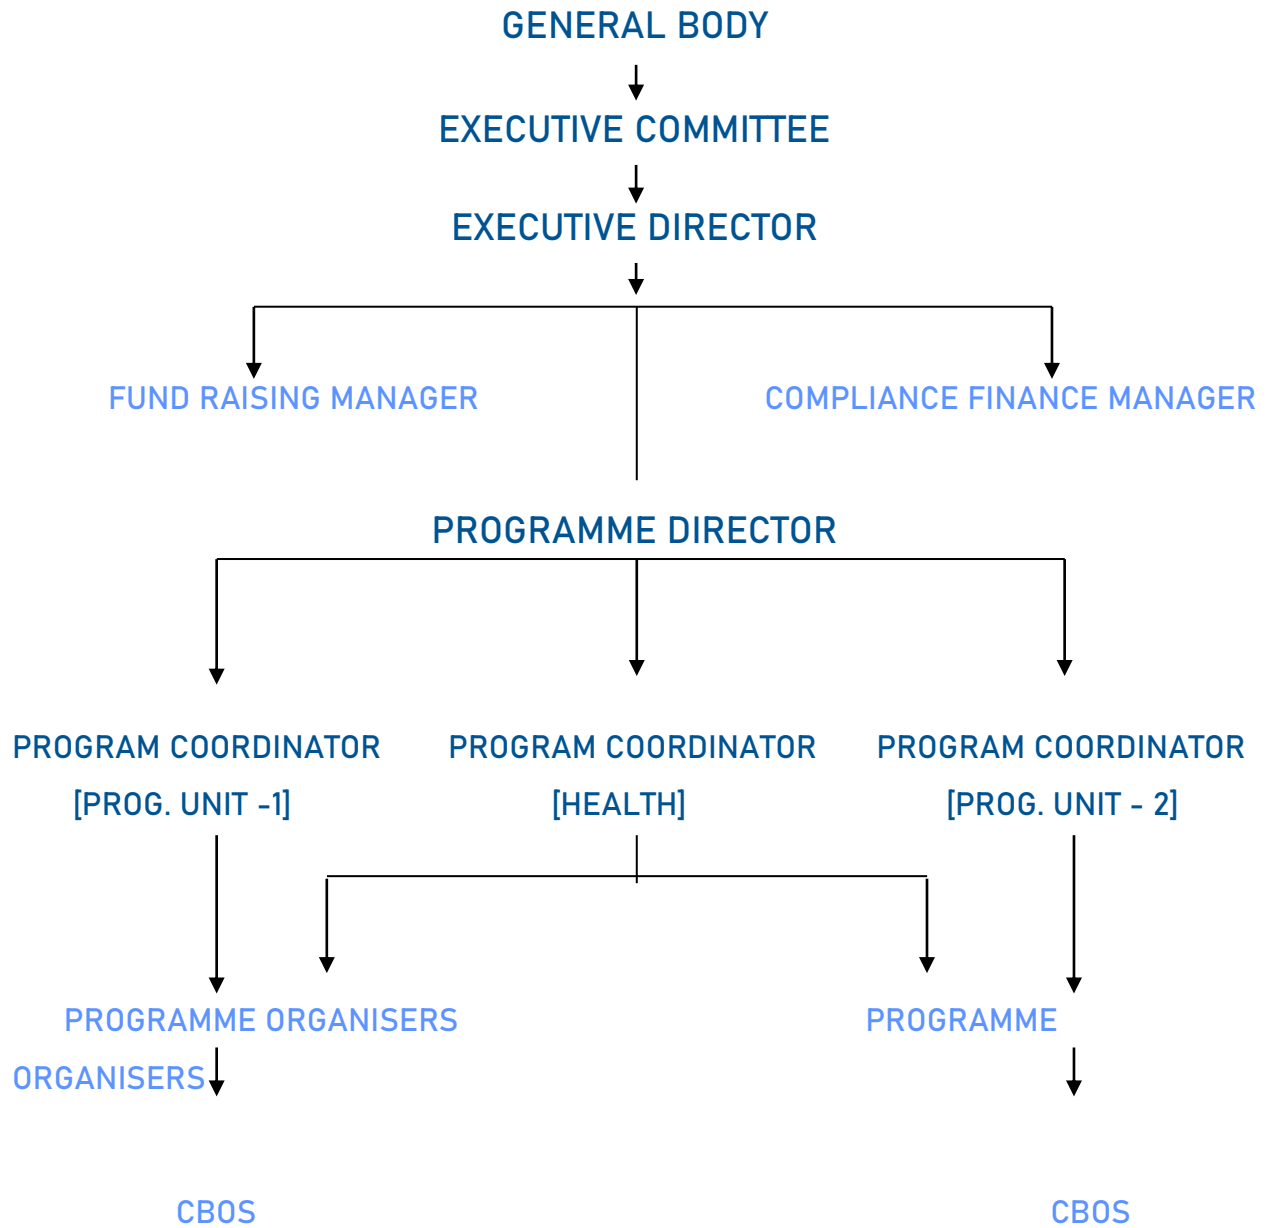 GENERAL BODY
EXECUTIVE COMMITTEE
EXECUTIVE DIRECTOR
FUND RAISING MANAGER
COMPLIANCE FINANCE MANAGER
PROGRAMME DIRECTOR
PROGRAM COORDINATOR PROGRAM COORDINATOR PROGRAM COORDINATOR
[PROG. UNIT -1] [HEALTH] [PROG. UNIT - 2]
PROGRAMME ORGANISERS PROGRAMME
ORGANISERS
CBOS CBOS